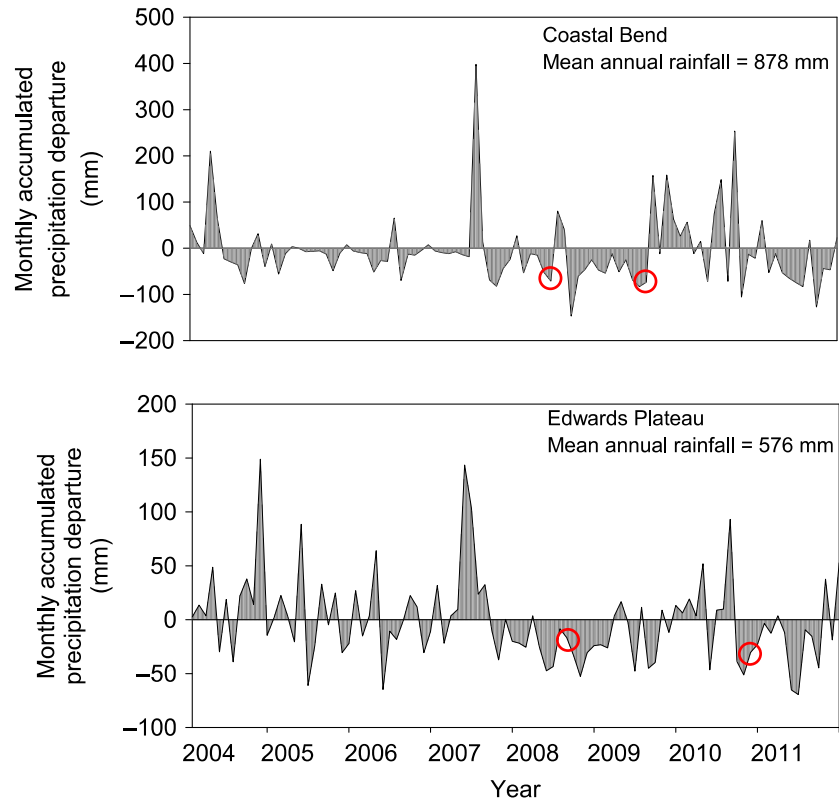 Monthly accumulated
precipitation departure
(mm)
500
400
300
200
100
0
–100
–200
Coastal Bend
Mean annual rainfall = 878 mm
Monthly accumulated
precipitation departure
(mm)
200
150
100
50
0
–50
–100
Edwards Plateau
Mean annual rainfall = 576 mm
2004 2005 2006 2007 2008 2009 2010 2011
Year